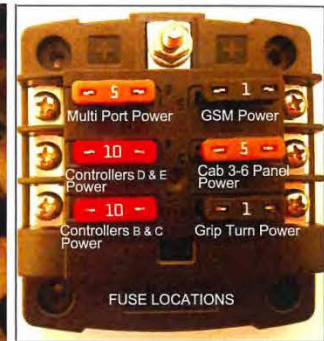 5
1
Multi Port Power
GSM Power
10
5
Controllers D & E
Power
Cab 3-6 Panel
Power
10
1
Controllers B & C
Power
Grip Turn Power
FUSE LOCATIONS